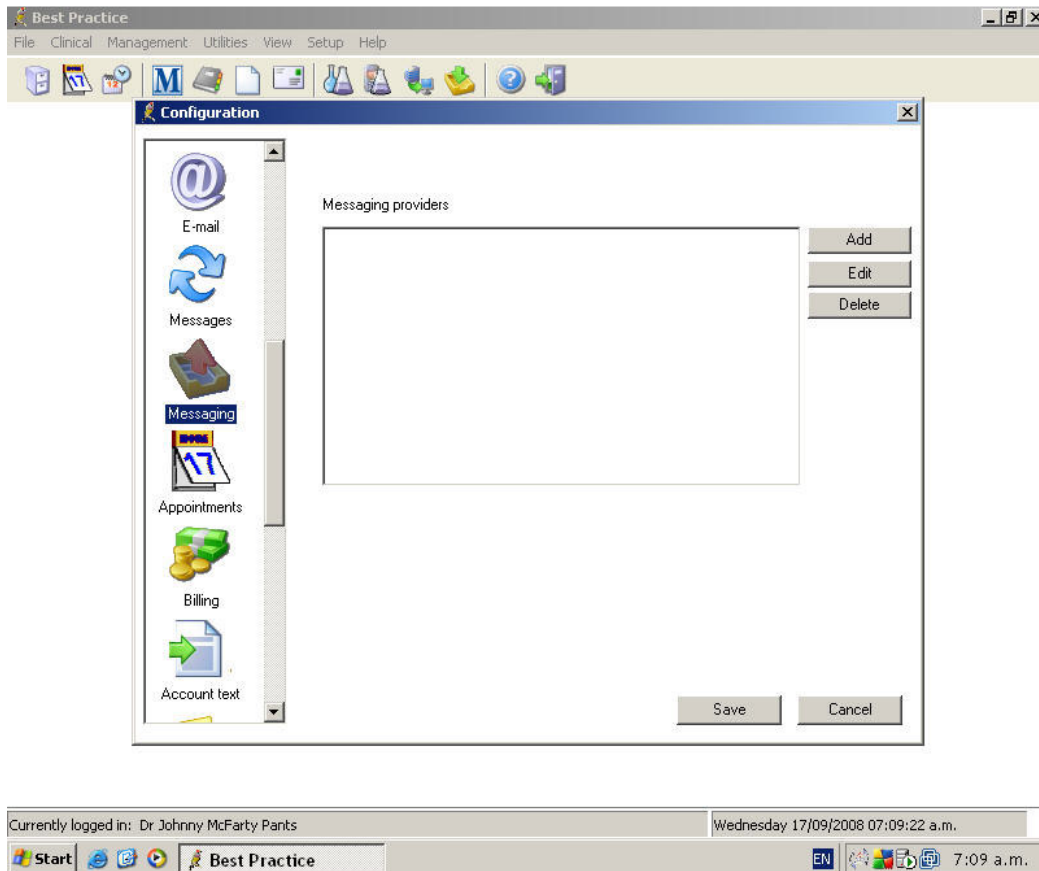 Best Practice
File Clinical Management Utilities View Setup Help
12
M
Configuration
E-mail
Messages
Messaging
17
Appointments
Billing
Account text
Messaging providers
Add
Edit
Delete
Save
Cancel
Currently logged in: Dr Johnny McFarty Pants
Wednesday 17/09/2008 07:09:22 a.m.
Start
Best Practice
EN
7:09 a.m.